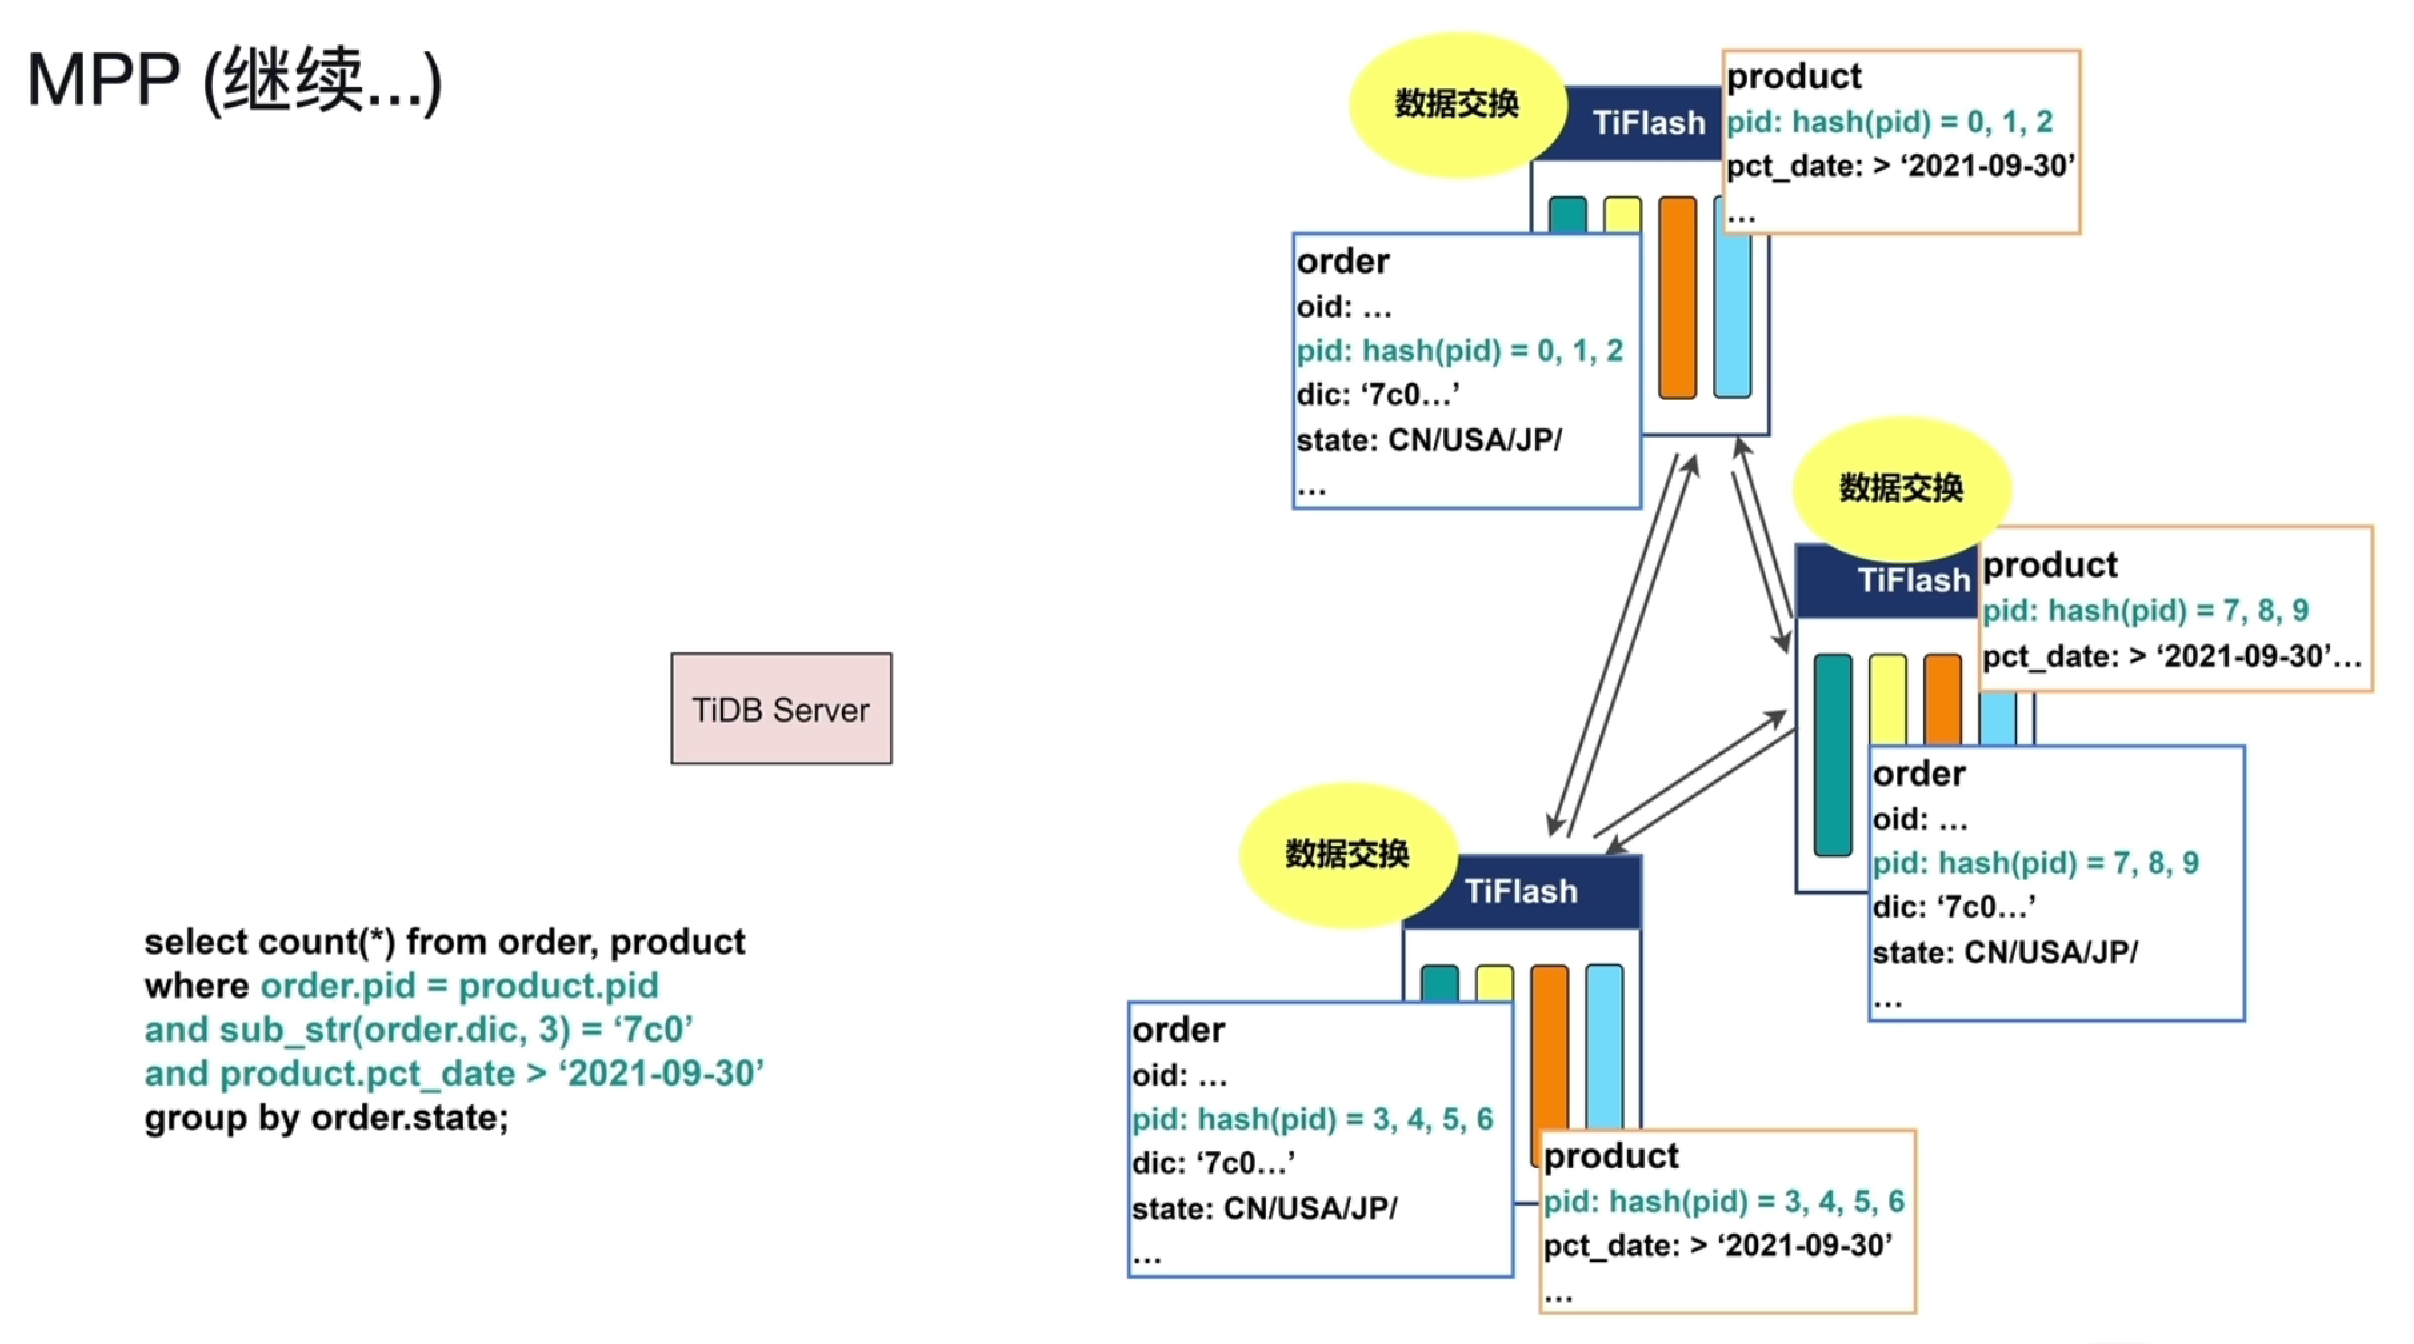 MPP (继续...)
数据交换
TiFlash
product
pid: hash(pid) = 0, 1, 2
pct_date: > ‘2021-09-30’
...
order
oid: ...
pid: hash(pid) = 0, 1, 2
dic: ‘7c0...’
state: CN/USA/JP/
...
数据交换
TiFlash
product
pid: hash(pid) = 7, 8, 9
pct_date: > ‘2021-09-30’...
order
oid: ...
pid: hash(pid) = 7, 8, 9
dic: ‘7c0...’
state: CN/USA/JP/
...
TiDB Server
数据交换
TiFlash
order
oid: ...
pid: hash(pid) = 3, 4, 5, 6
dic: ‘7c0...’
state: CN/USA/JP/
...
product
pid: hash(pid) = 3, 4, 5, 6
pct_date: > ‘2021-09-30’
...
select count(*) from order, product
where order.pid = product.pid
and sub_str(order.dic, 3) = ‘7c0’
and product.pct_date > ‘2021-09-30’
group by order.state;